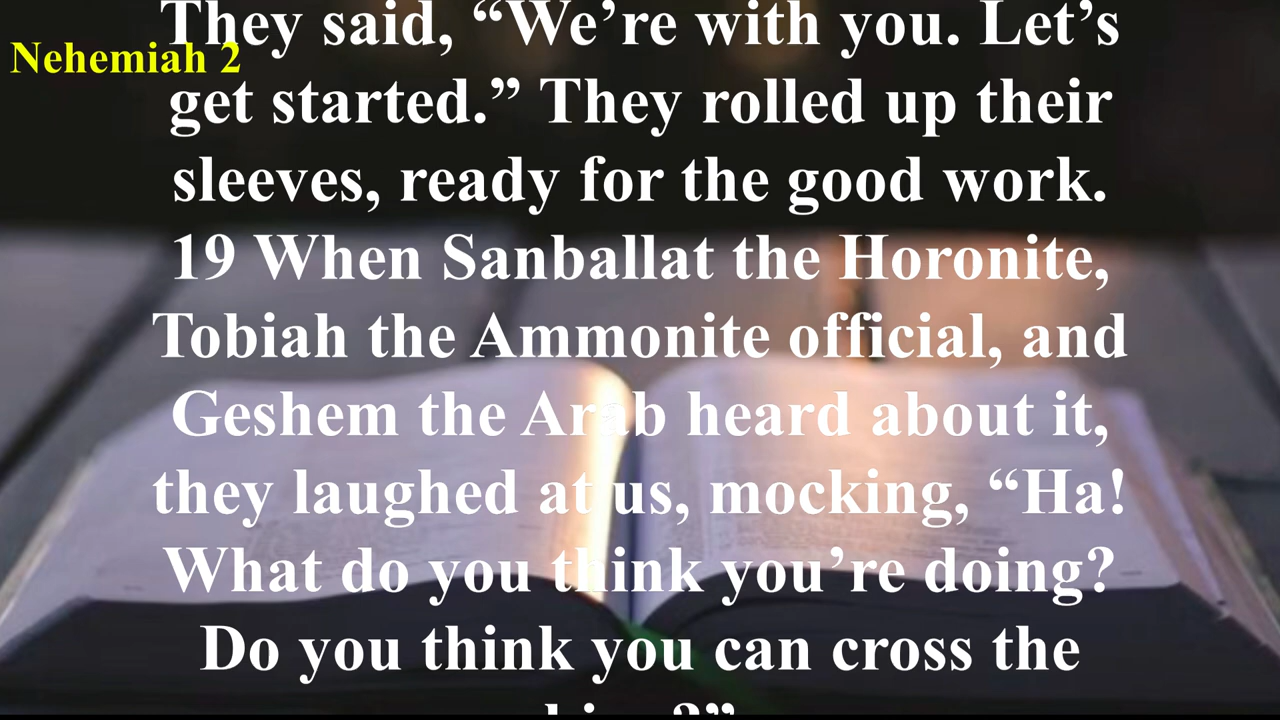 They said, “We’re with you. Let’s
Nehemiah 2
get started.” They rolled up their
sleeves, ready for the good work.
19 When Sanballat the Horonite,
Tobiah the Ammonite official, and
Geshem the Arab heard about it,
they laughed at us, mocking, “Ha!
What do you think you’re doing?
Do you think you can cross the